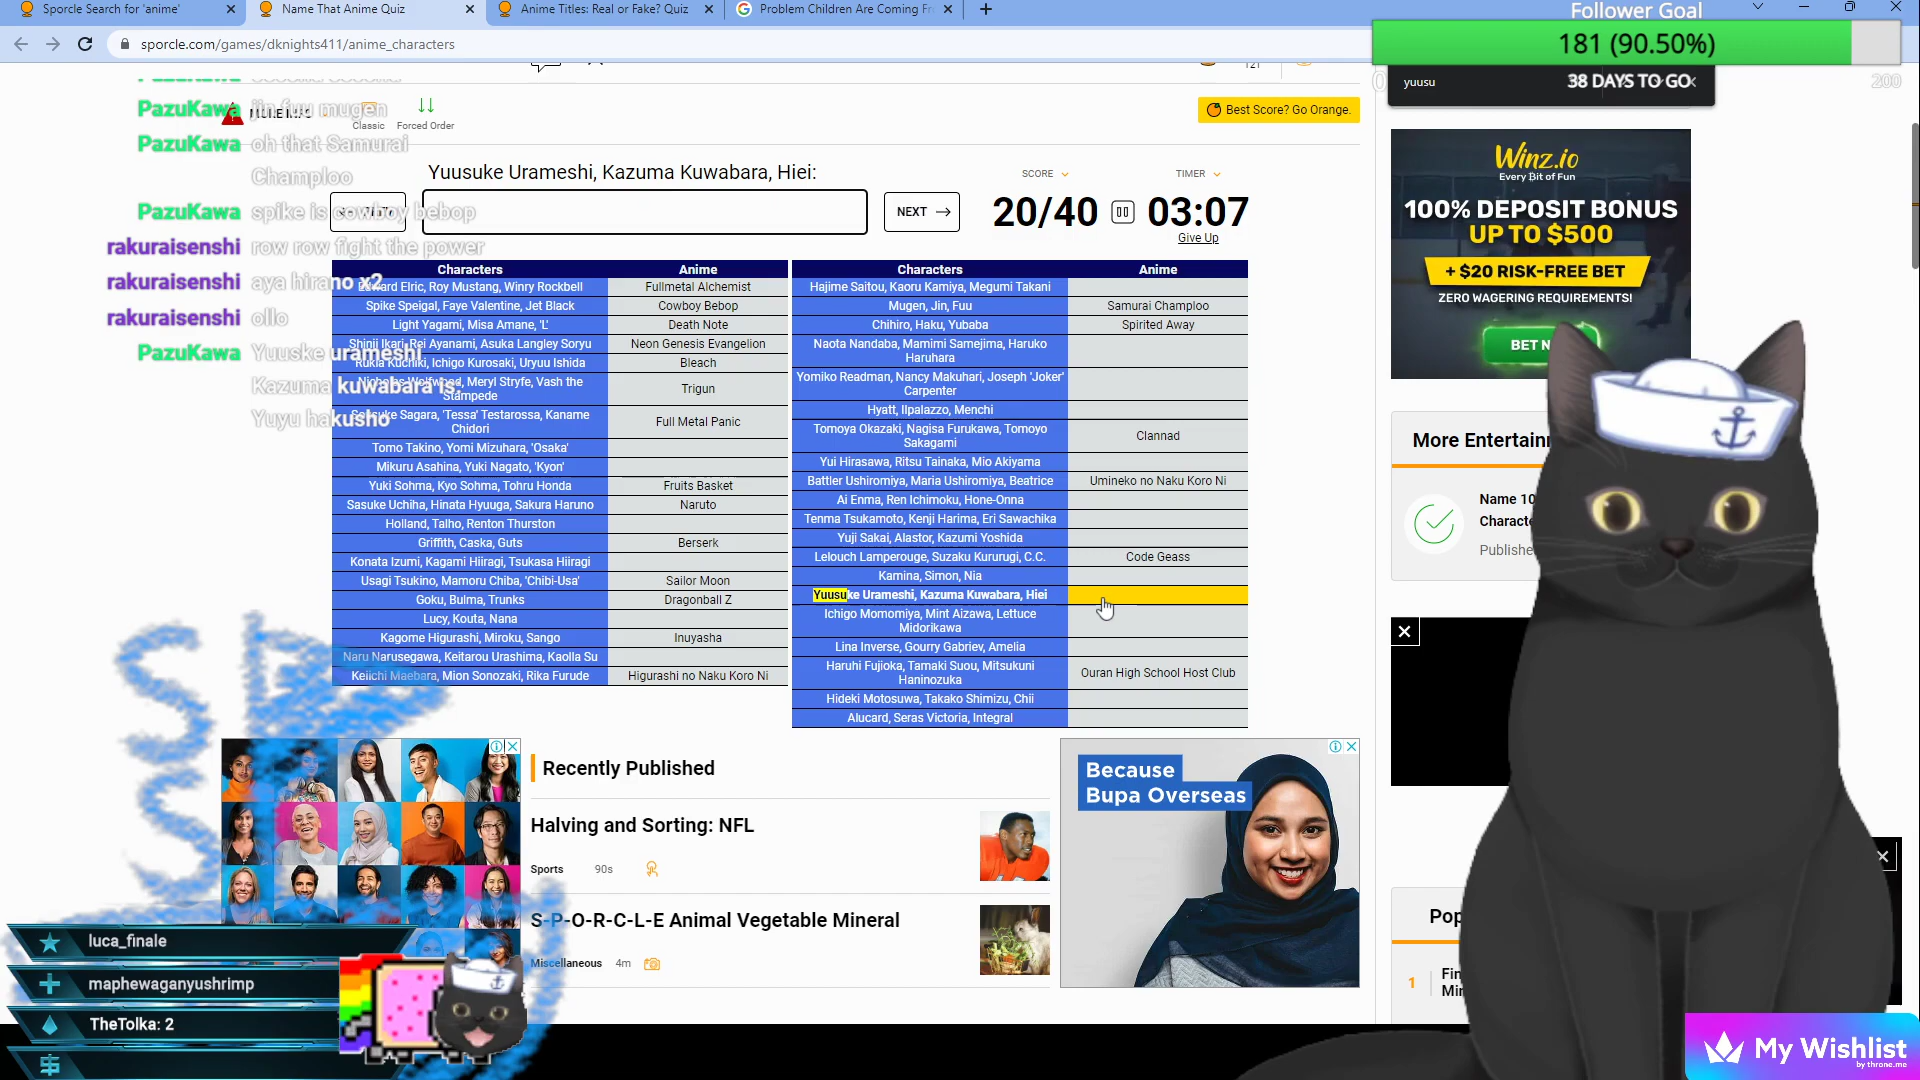 Sporcle Search for 'anime'
Name That Anime Quiz
Anime Titles: Real or Fake? Quiz
Problem Children Are Coming Fr
sporcle.com/games/dknights411/anime_characters
Follower Goal
181 (90.50%)
yuusu
38 DAYS TO GO
0
200
PazuKawa jin fuu mugen
PazuKawa oh that Samurai
Champloo
PazuKawa spike is cowboy bebop
rakuraisenshi row row fight the power
rakuraisenshi aya hirano x2
rakuraisenshi ollo
PazuKawa Yuuske urameshi
Kazuma kuwabara is:
Yuyu hakusho
Classic
Forced Order
121
Best Score? Go Orange.
Yuusuke Urameshi, Kazuma Kuwabara, Hiei:
NEXT
SCORE
20/40
TIMER
03:07
Give Up
Characters Anime
Edward Elric, Roy Mustang, Winry Rockbell Fullmetal Alchemist
Spike Speigal, Faye Valentine, Jet Black Cowboy Bebop
Light Yagami, Misa Amane, 'L' Death Note
Shinji Ikari, Rei Ayanami, Asuka Langley Soryu Neon Genesis Evangelion
Rukia Kuchiki, Ichigo Kurosaki, Uryuu Ishida Bleach
Nicholas Wolfwood, Meryl Stryfe, Vash the
Stampede
Trigun
Sousuke Sagara, 'Tessa' Testarossa, Kaname
Chidori
Full Metal Panic
Tomo Takino, Yomi Mizuhara, 'Osaka'
Mikuru Asahina, Yuki Nagato, 'Kyon'
Yuki Sohma, Kyo Sohma, Tohru Honda Fruits Basket
Sasuke Uchiha, Hinata Hyuuga, Sakura Haruno Naruto
Holland, Talho, Renton Thurston
Griffith, Caska, Guts Berserk
Konata Izumi, Kagami Hiiragi, Tsukasa Hiiragi
Usagi Tsukino, Mamoru Chiba, 'Chibi-Usa' Sailor Moon
Goku, Bulma, Trunks Dragonball Z
Lucy, Kouta, Nana
Kagome Higurashi, Miroku, Sango Inuyasha
Naru Narusegawa, Keitarou Urashima, Kaolla Su
Keiichi Maebara, Mion Sonozaki, Rika Furude Higurashi no Naku Koro Ni
Characters Anime
Hajime Saitou, Kaoru Kamiya, Megumi Takani
Mugen, Jin, Fuu Samurai Champloo
Chihiro, Haku, Yubaba Spirited Away
Naota Nandaba, Mamimi Samejima, Haruko
Haruhara
Yomiko Readman, Nancy Makuhari, Joseph 'Joker'
Carpenter
Hyatt, Ilpalazzo, Menchi
Tomoya Okazaki, Nagisa Furukawa, Tomoyo
Sakagami
Clannad
Yui Hirasawa, Ritsu Tainaka, Mio Akiyama
Battler Ushiromiya, Maria Ushiromiya, Beatrice Umineko no Naku Koro Ni
Ai Enma, Ren Ichimoku, Hone-Onna
Tenma Tsukamoto, Kenji Harima, Eri Sawachika
Yuji Sakai, Alastor, Kazumi Yoshida
Lelouch Lamperouge, Suzaku Kururugi, C.C. Code Geass
Kamina, Simon, Nia
Yuusuke Urameshi, Kazuma Kuwabara, Hiei
Ichigo Momomiya, Mint Aizawa, Lettuce
Midorikawa
Lina Inverse, Gourry Gabriev, Amelia
Haruhi Fujioka, Tamaki Suou, Mitsukuni
Haninozuka
Ouran High School Host Club
Hideki Motosuwa, Takako Shimizu, Chii
Alucard, Seras Victoria, Integral
Winz.io
Every Bit of Fun
100% DEPOSIT BONUS
UP TO $500
+ $20 RISK-FREE BET
ZERO WAGERING REQUIREMENTS!
BET N
More Entertain
Name 10
Characte
Publishe
Pop
1
Fin
Min
Recently Published
Halving and Sorting: NFL
Sports 90s
S-P-O-R-C-L-E Animal Vegetable Mineral
Miscellaneous 4m
Because
Bupa Overseas
luca_finale
maphewaganyushrimp
TheTolka: 2
My Wishlist
by throne.me